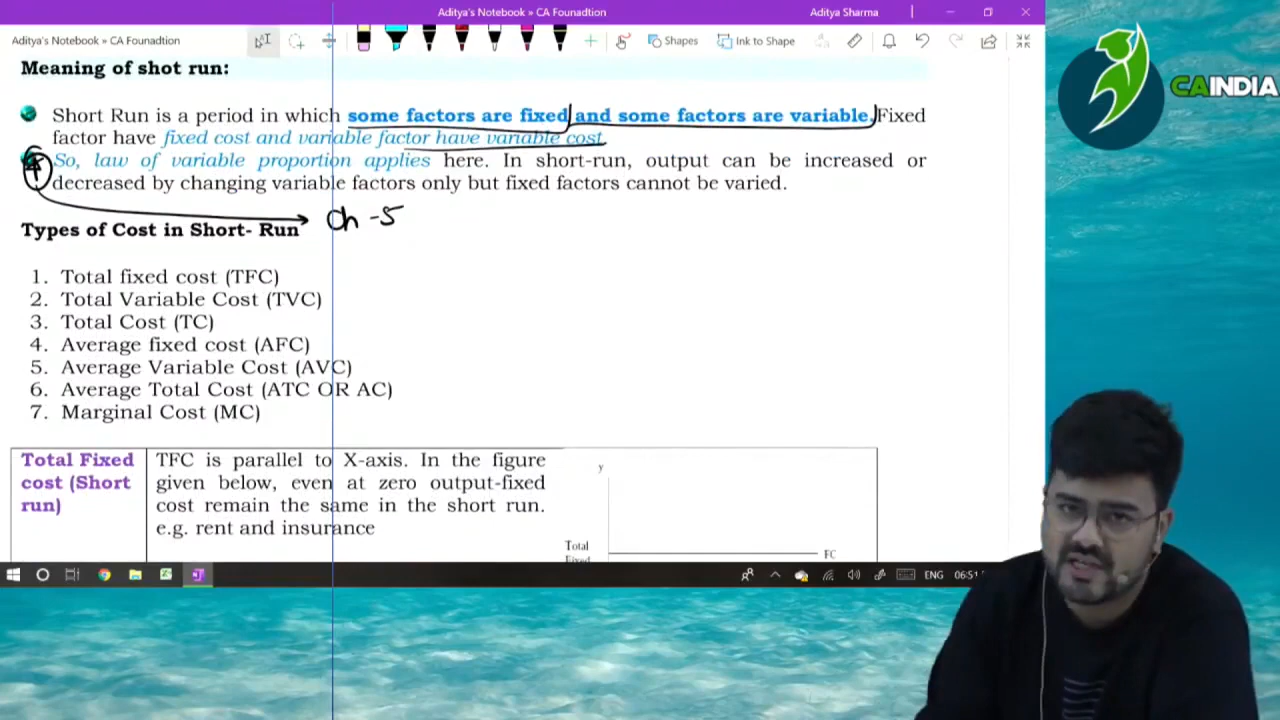 Aditya's Notebook » CA Founadtion
Aditya Sharma
Aditya's Notebook » CA Founadtion
Shapes
Ink to Shape
CAINDIA
Meaning of shot run:
Short Run is a period in which some factors are fixed and some factors are variable. Fixed
factor have fixed cost and variable factor have variable cost.
So, law of variable proportion applies here. In short-run, output can be increased or
decreased by changing variable factors only but fixed factors cannot be varied.
Ch -5
Types of Cost in Short- Run
1. Total fixed cost (TFC)
2. Total Variable Cost (TVC)
3. Total Cost (TC)
4. Average fixed cost (AFC)
5. Average Variable Cost (AVC)
6. Average Total Cost (ATC OR AC)
7. Marginal Cost (MC)
Total Fixed
cost (Short
run)
TFC is parallel to X-axis. In the figure
given below, even at zero output-fixed
cost remain the same in the short run.
e.g. rent and insurance
y
Total
Fixed
FC
ENG
06:51